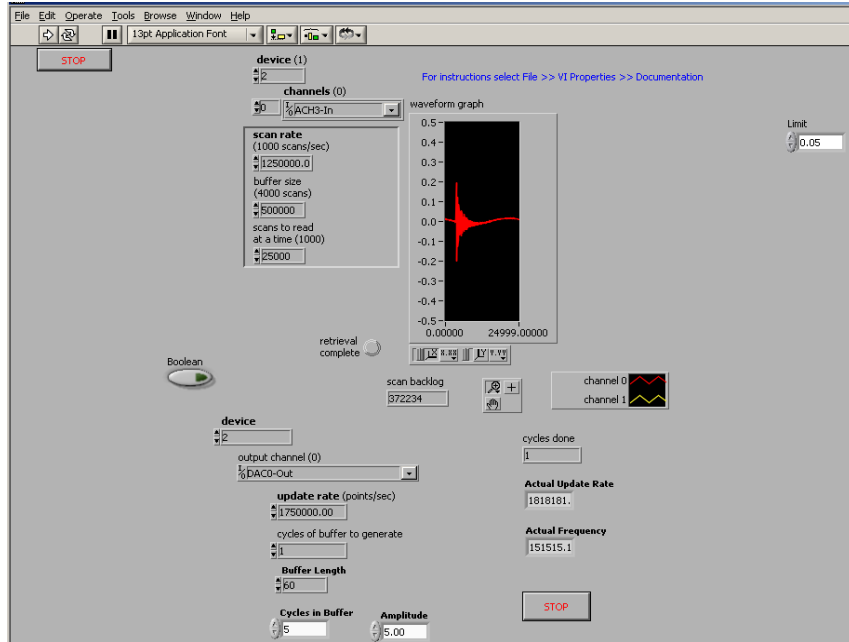 File Edit Operate Tools Browse Window Help
13pt Application Font
STOP
device (1)
2
For instructions select File >> VI Properties >> Documentation
channels (0)
0
ACH3-In
waveform graph
Limit
0.05
scan rate
(1000 scans/sec)
1250000.0
buffer size
(4000 scans)
500000
scans to read
at a time (1000)
25000
0.5
0.4
0.3
0.2
0.1
0.0
-0.1
-0.2
-0.3
-0.4
-0.5
0.00000 24999.00000
retrieval
complete
Boolean
scan backlog
372234
channel 0
channel 1
device
2
output channel (0)
DAC0-Out
cycles done
1
update rate (points/sec)
1750000.00
Actual Update Rate
1818181.
cycles of buffer to generate
1
Actual Frequency
151515.1
Buffer Length
60
Cycles in Buffer
5
Amplitude
5.00
STOP